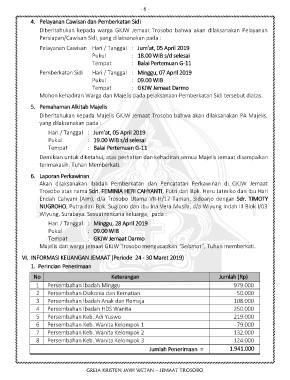 - 6 -
4. Pelayanan Cawisan dan Pemberkatan Sidi
Diberitahukan kepada warga GKJW Jemaat Trosobo bahwa akan dilaksanakan Pelayanan
Persiapan/Cawisan Sidi, yang dilaksanakan pada :
Pelayanan Cawisan Hari / Tanggal : Jum'at, 05 April 2019
Pukul : 18.00 WIB s/d selesai
Tempat : Balai Pertemuan G-11
Pemberkatan Sidi Hari / Tanggal : Minggu, 07 April 2019
Pukul : 09.00 WIB
Tempat : GKJW Jemaat Darmo
Mohon kehadiran Warga dan Majelis pada pelaksanaan Pemberkatan Sidi tersebut diatas.
5. Pemahaman Alkitab Majelis
Diberitahukan kepada Majelis GKJW Jemaat Trosobo bahwa akan dilaksanakan PA Majelis,
yang dilaksanakan pada :
Hari / Tanggal : Jum'at, 05 April 2019
Pukul : 19.00 WIB s/d selesai
Tempat : Balai Pertemuan G-11
Demikian untuk diketahui, atas perhatian dan kehadiran semua Majelis jemaat disampaikan
terimakasih. Tuhan Memberkati.
6. Laporan Perkawinan
Akan dilaksanakan Ibadah Pemberkatan dan Pencatatan Perkawinan di GKJW Jemaat
Trosobo atas nama Sdri. FEMINIA HERI CAHYANTI, Putri dari Bpk. Heru Jatmiko dan Ibu Heri
Endah Cahyani (Alm), d/a Trosobo Utama VII-H/17 Taman, Sidoarjo dengan Sdr. TIMOTY
NUGROHO, Putra dari Bpk. Sugiono dan Ibu Ina Vera Musfu, d/a Wiyung Indah II Blok I/03
Wiyung, Surabaya. Sesuai rencana keluarga, pada :
Hari / Tanggal : Minggu, 28 April 2019
Pukul : 09.00 WIB
Tempat : GKJW Jemaat Darmo
Majelis dan warga jemaat GKJW Trosobo mengucapkan "Selamat", Tuhan memberkati.
VI. INFORMASI KEUANGAN JEMAAT (Periode 24 - 30 Maret 2019)
1. Perincian Penerimaan
No Keterangan Jumlah (Rp)
1 Persembahan Ibadah Minggu 979.000
2 Persembahan Diakonia dan Kematian 50.000
3 Persembahan Ibadah Anak dan Remaja 108.000
4 Persembahan Ibadah HOS Wanita 250.000
5 Persembahan Keb. Adi Yuswo 219.000
6 Persembahan Keb. Wanita Kelompok 1 79.000
7 Persembahan Keb. Wanita Kelompok 2 132.000
8 Persembahan Keb. Wanita Kelompok 3 124.000
Jumlah Penerimaan = 1.941.000
GREJA KRISTEN JAWI WETAN – JEMAAT TROSOBO